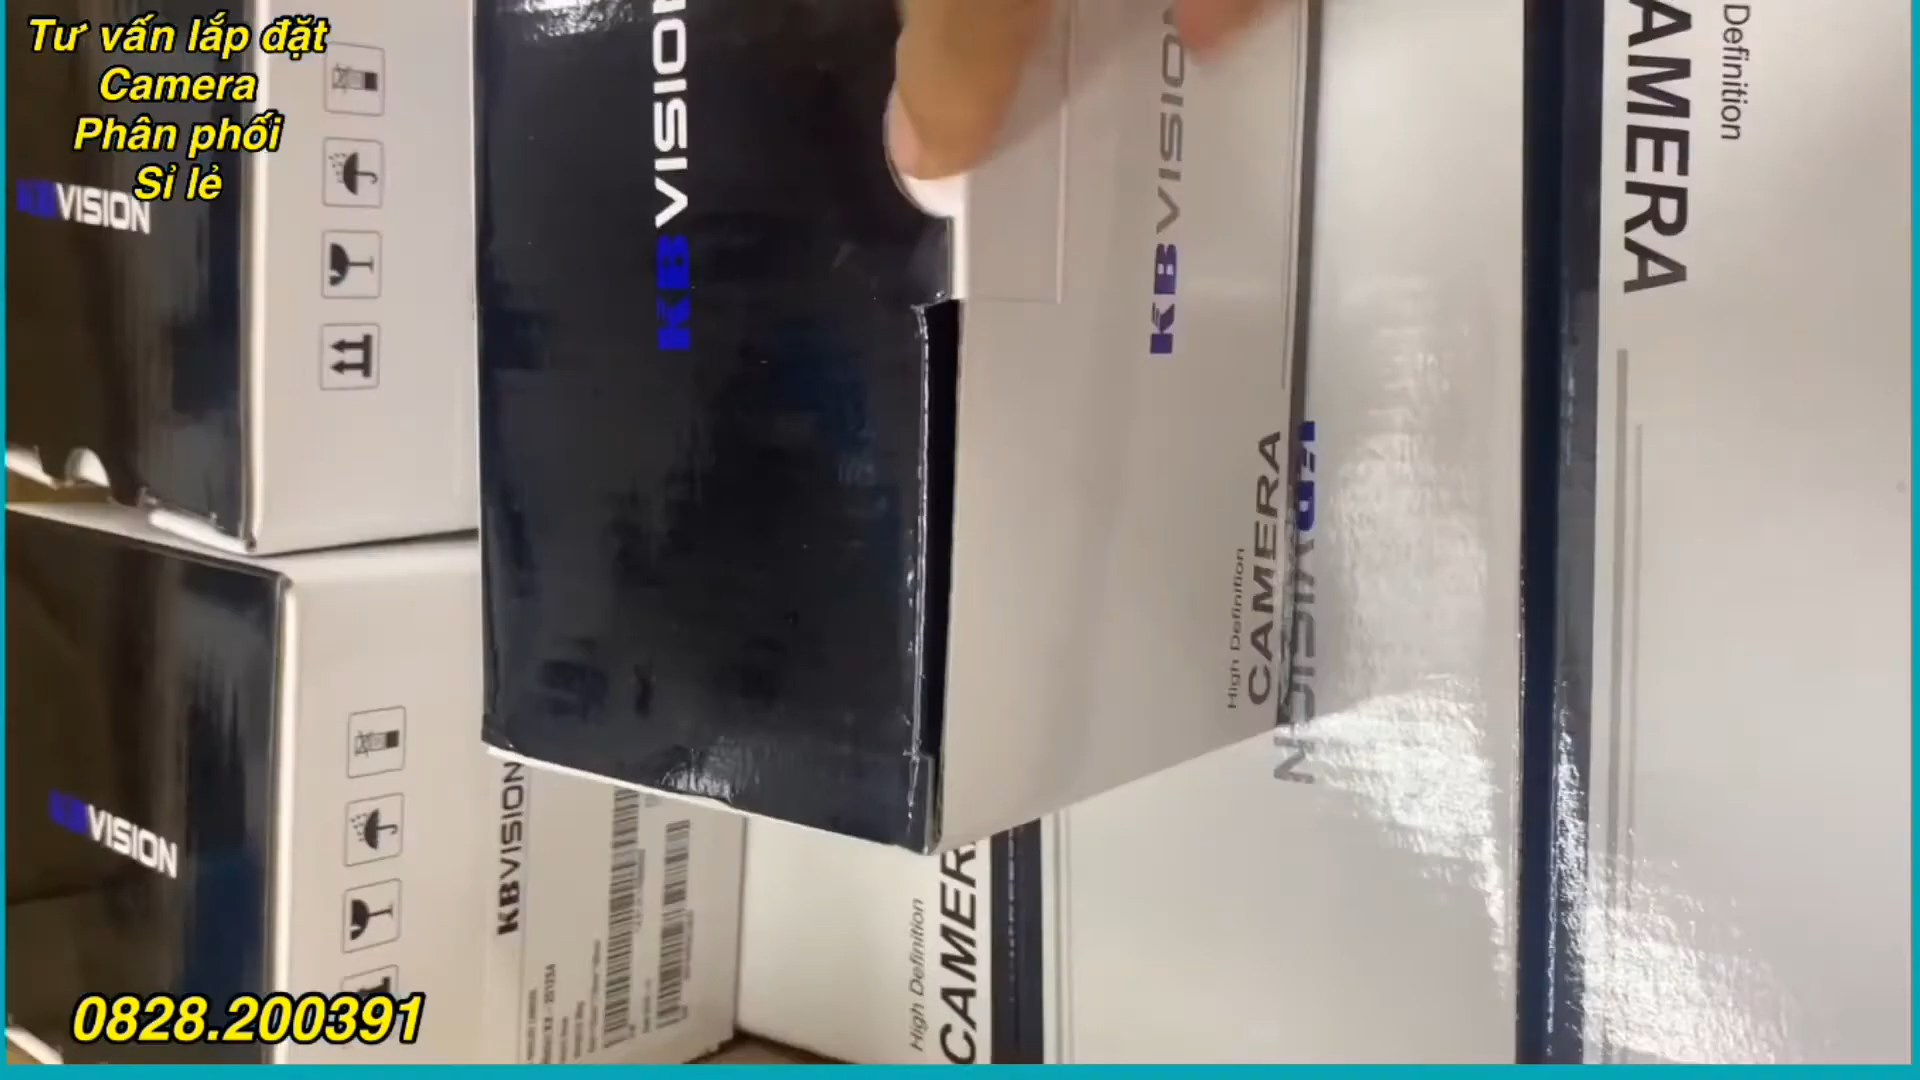 Tư vấn lắp đặt
Camera
Phân phối
Sỉ lẻ
KBVISION
KBVISION
KBVISION
KBVISION
High Definition
CAMERA
KBVISION
AMERA
Definition
KBVISION
High Definition
CAMERA
0828.200391